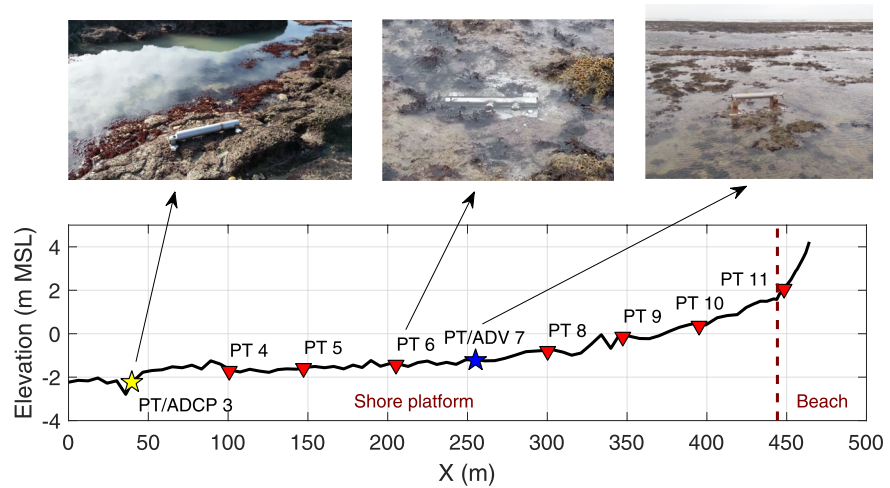 Elevation (m MSL)
4
2
0
-2
-4
PT/ADCP 3
PT 4
PT 5
PT 6
PT/ADV 7
PT 8
PT 9
PT 10
PT 11
Shore platform
Beach
0
50
100
150
200
250
300
350
400
450
500
X (m)